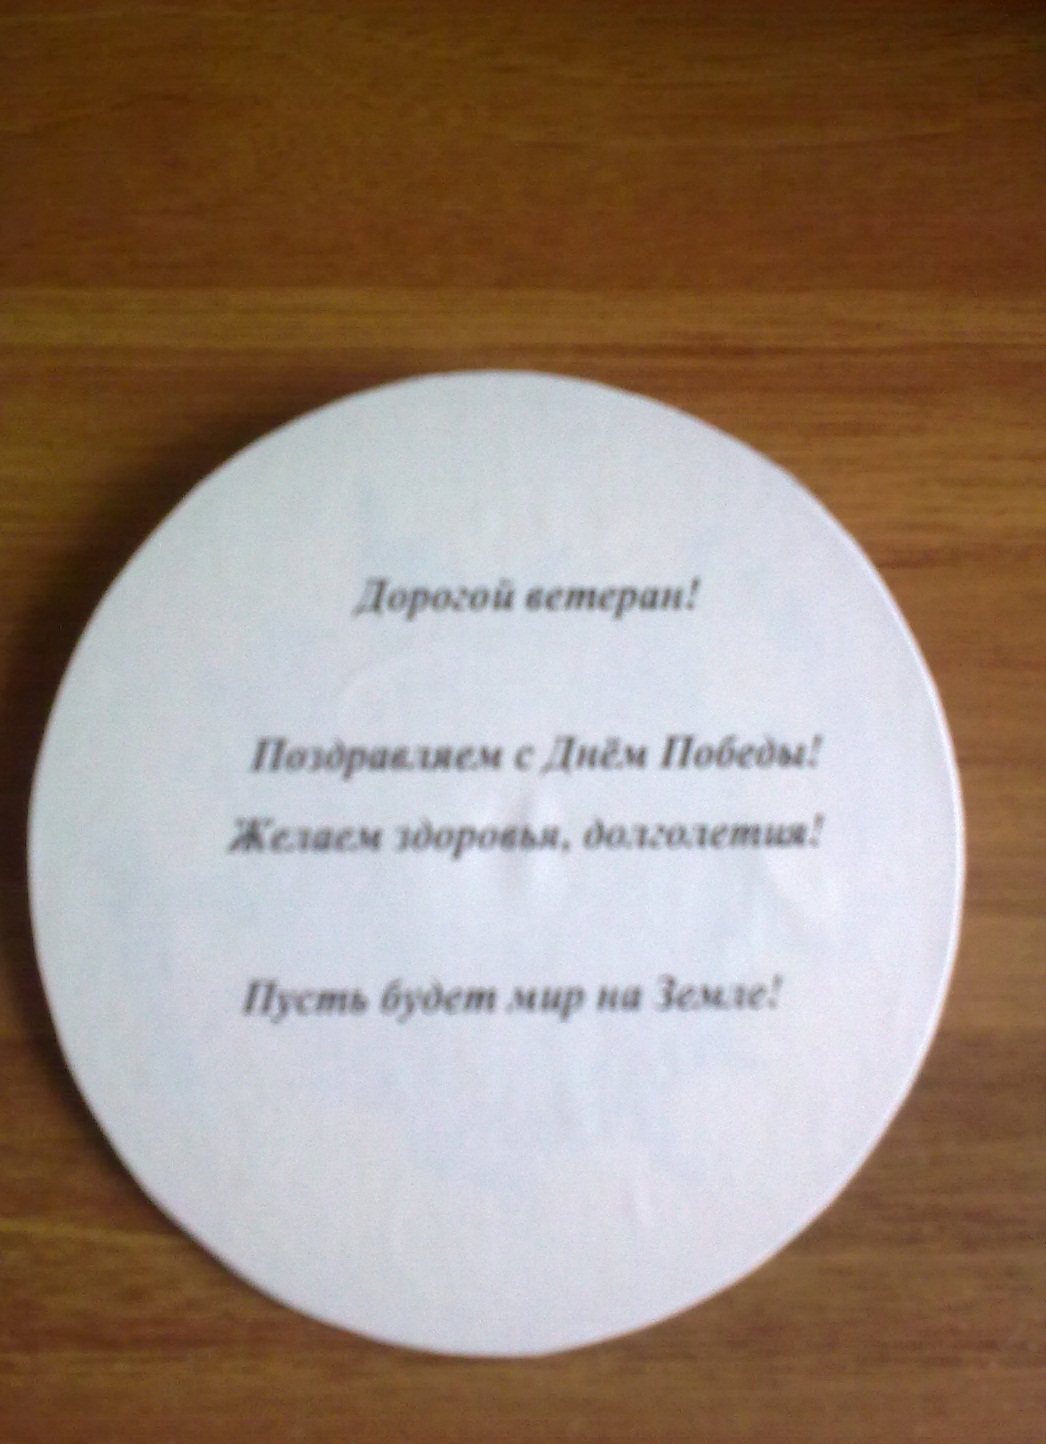 Дорогой ветеран!
Поздравляем с Днём Победы!
Желаем здоровья, долголетия!
Пусть будет мир на Земле!